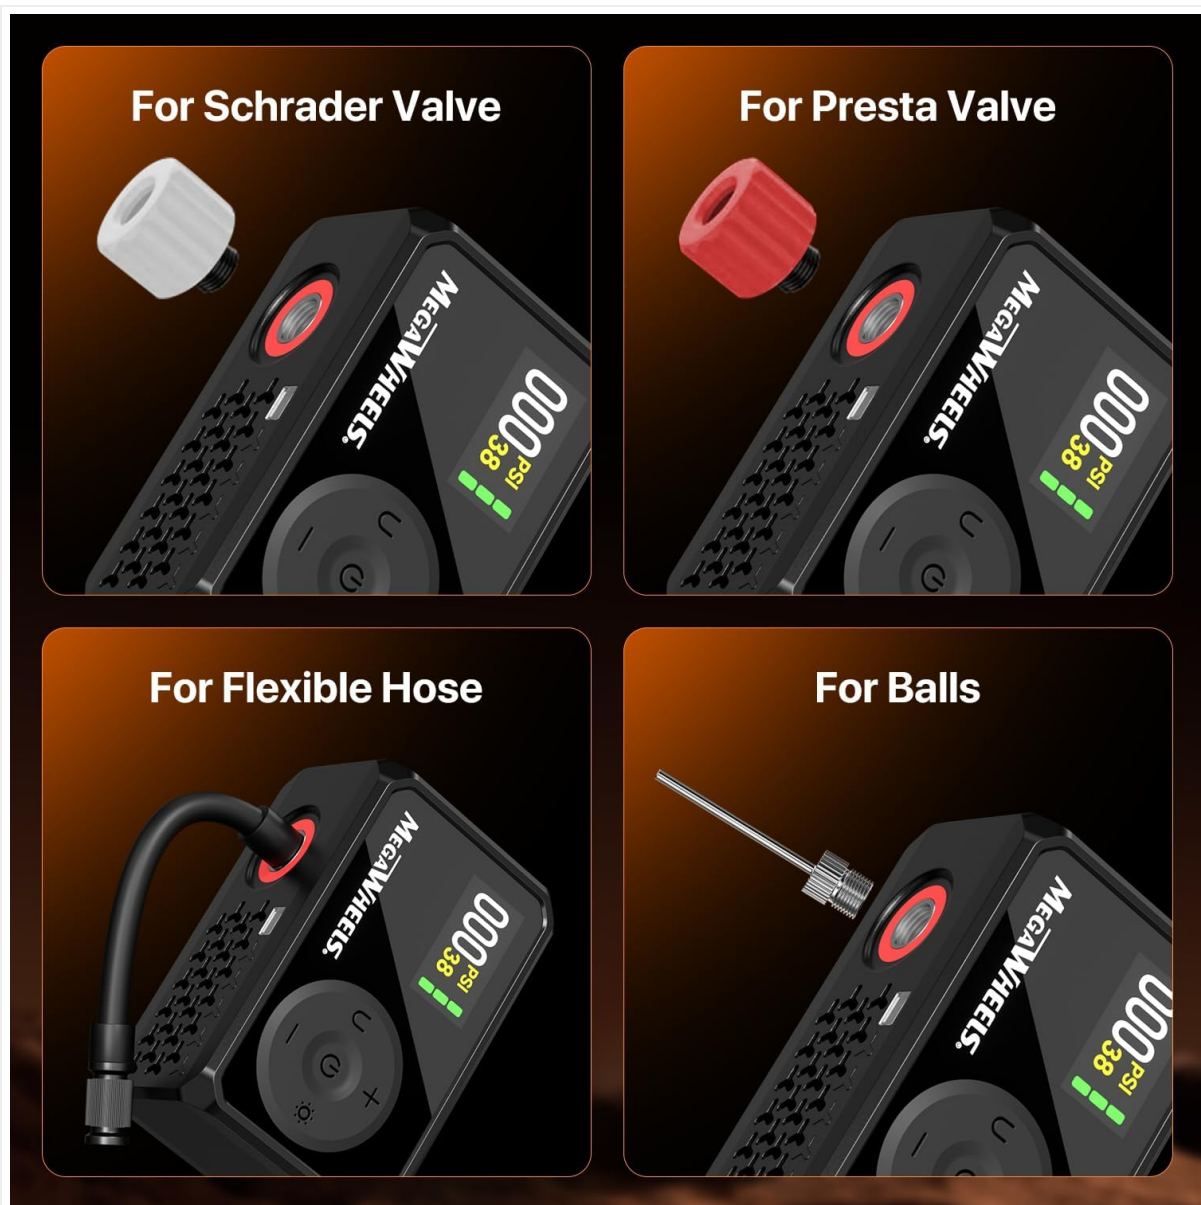 For Schrader Valve
MEGAWHEELS®
000
38 PSI
For Presta Valve
MEGAWHEELS®
000
38 PSI
For Flexible Hose
MEGAWHEELS®
000
38 PSI
For Balls
MEGAWHEELS®
000
38 PSI